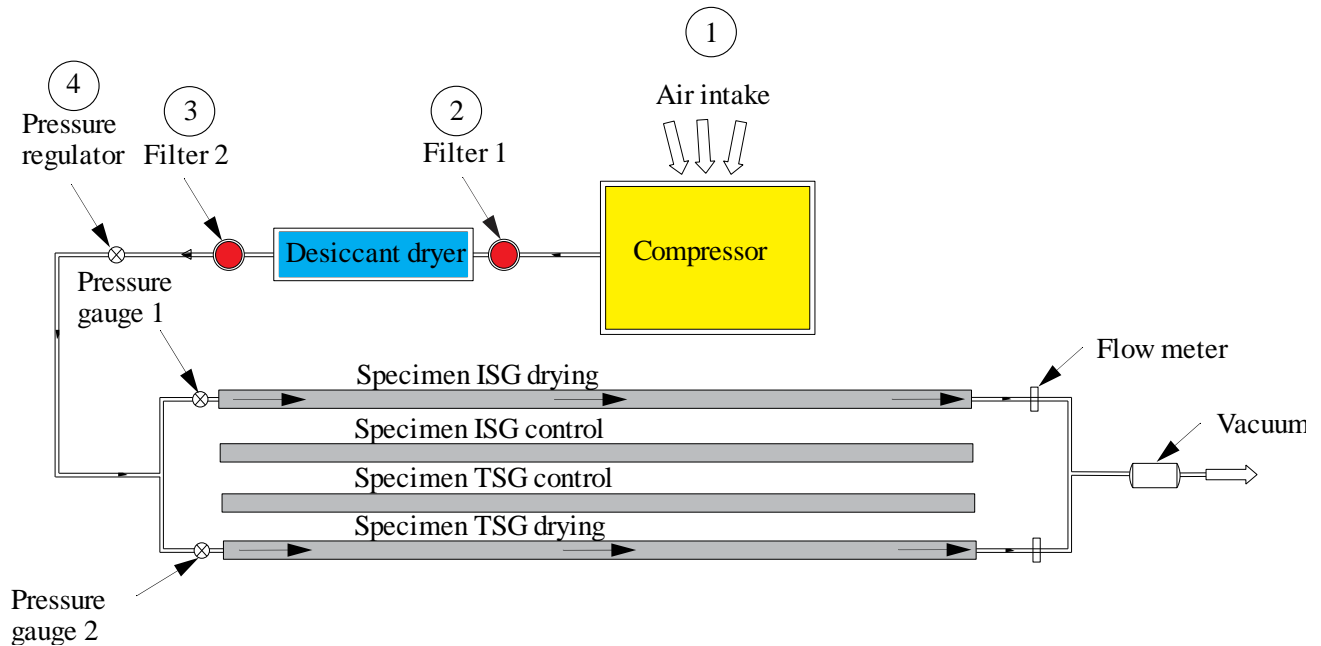 1
Air intake
4
Pressure
regulator
3
Filter 2
2
Filter 1
Desiccant dryer
Compressor
Pressure
gauge 1
Flow meter
Specimen ISG drying
Specimen ISG control
Vacuum
Specimen TSG control
Specimen TSG drying
Pressure
gauge 2